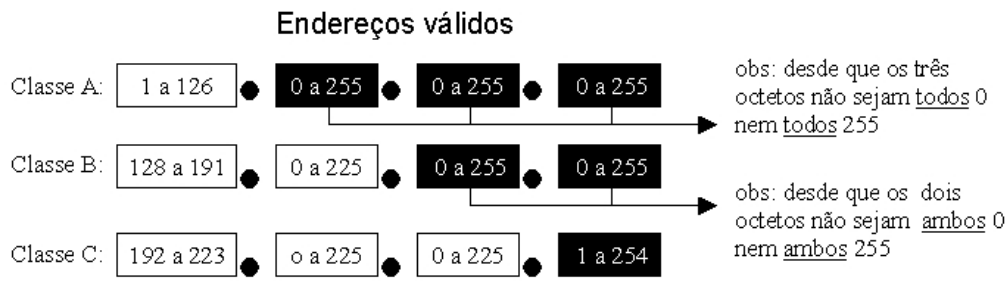 Endereços válidos
Classe A: 1 a 126 0 a 255 0 a 255 0 a 255
obs: desde que os três
octetos não sejam todos 0
nem todos 255
Classe B: 128 a 191 0 a 225 0 a 255 0 a 255
obs: desde que os dois
octetos não sejam ambos 0
nem ambos 255
Classe C: 192 a 223 o a 225 0 a 225 1 a 254